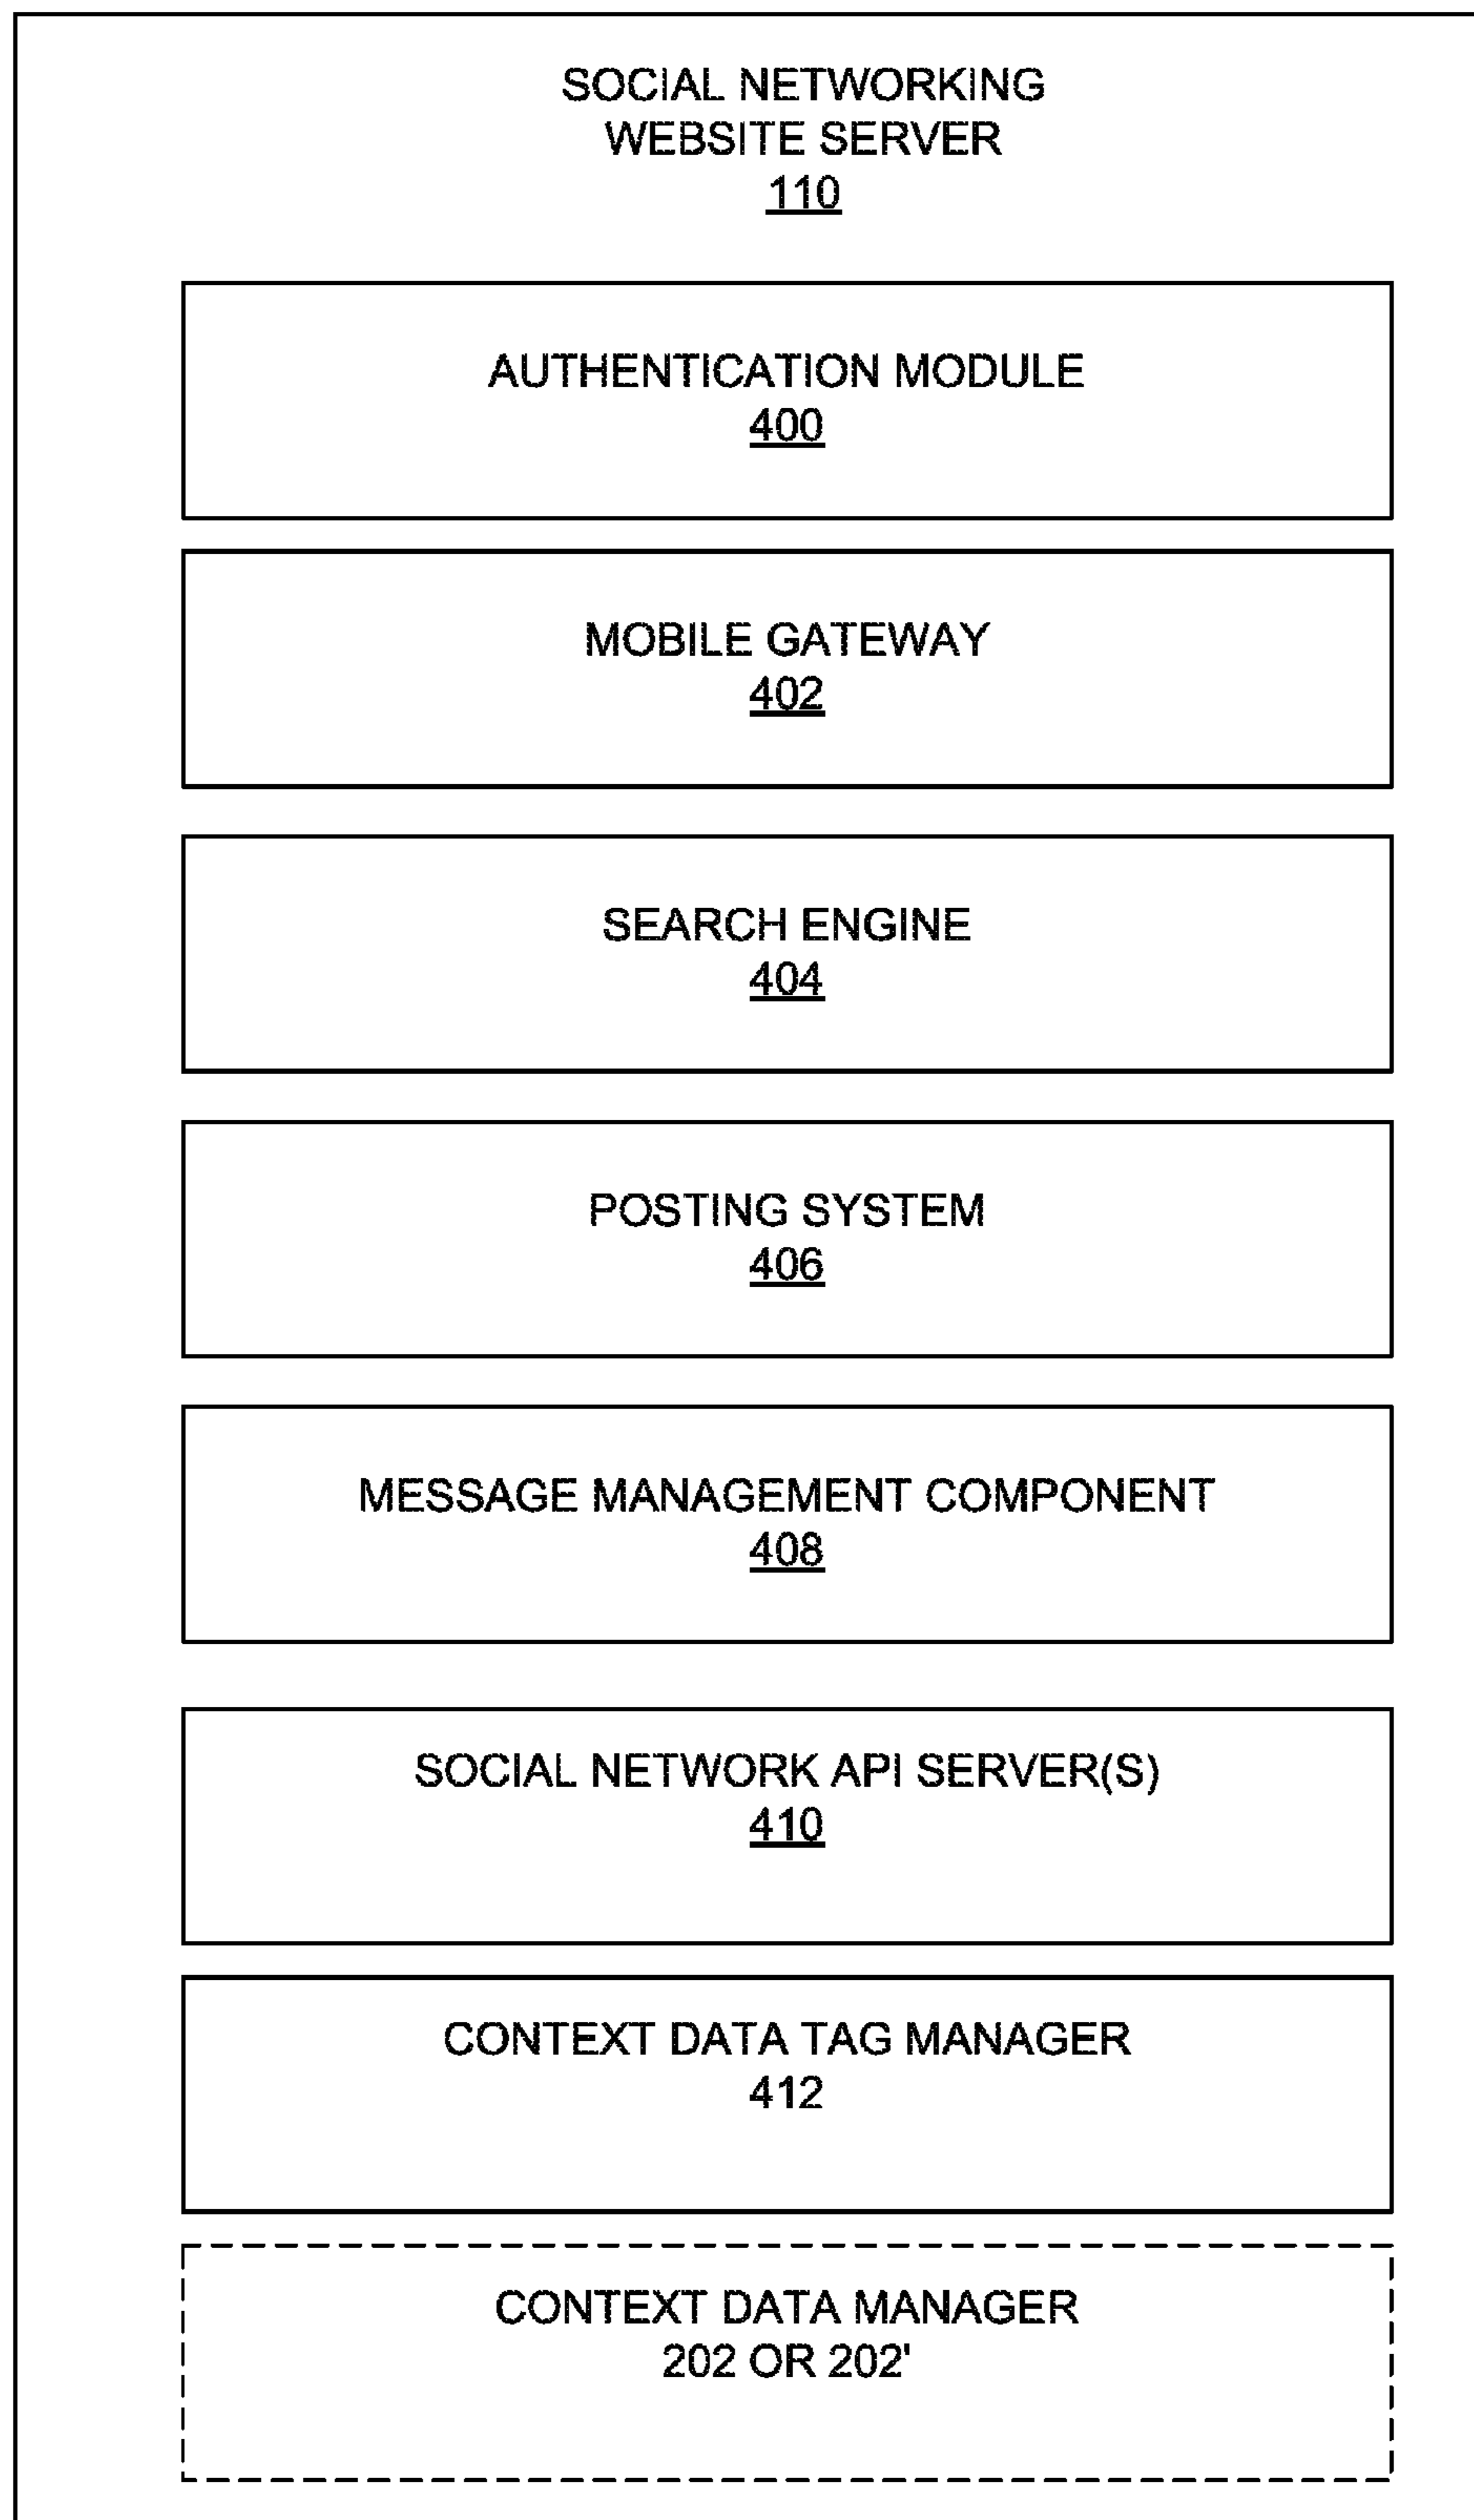 SOCIAL NETWORKING
WEBSITE SERVER
110
AUTHENTICATION MODULE
400
MOBILE GATEWAY
402
SEARCH ENGINE
404
POSTING SYSTEM
406
MESSAGE MANAGEMENT COMPONENT
408
SOCIAL NETWORK API SERVER(S)
410
CONTEXT DATA TAG MANAGER
412
CONTEXT DATA MANAGER
202 OR 202'